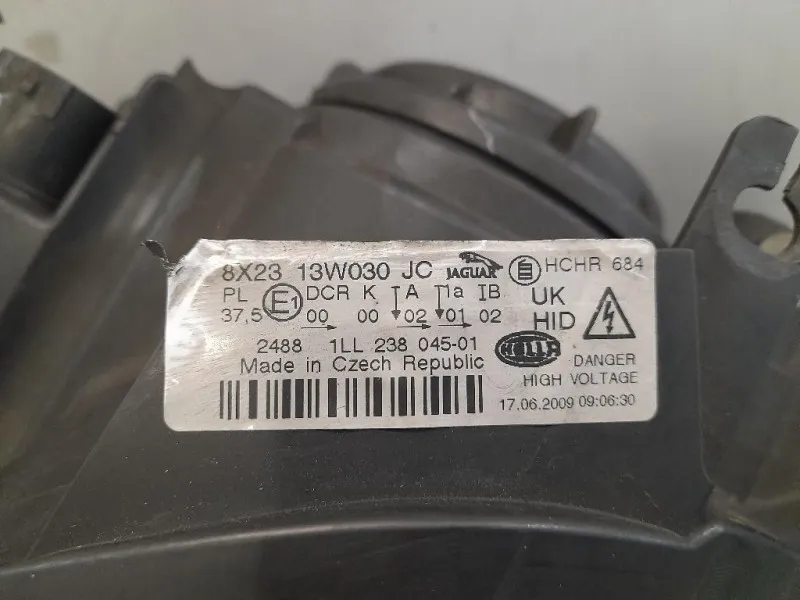 8X23 13W030 JC JAGUAR HCHR 684
PL E1 DCR K A 1a IB UK
37,5 00 00 02 01 02 HID
2488 1LL 238 045-01 HELLA
Made in Czech Republic DANGER
HIGH VOLTAGE
17.06.2009 09:06:30